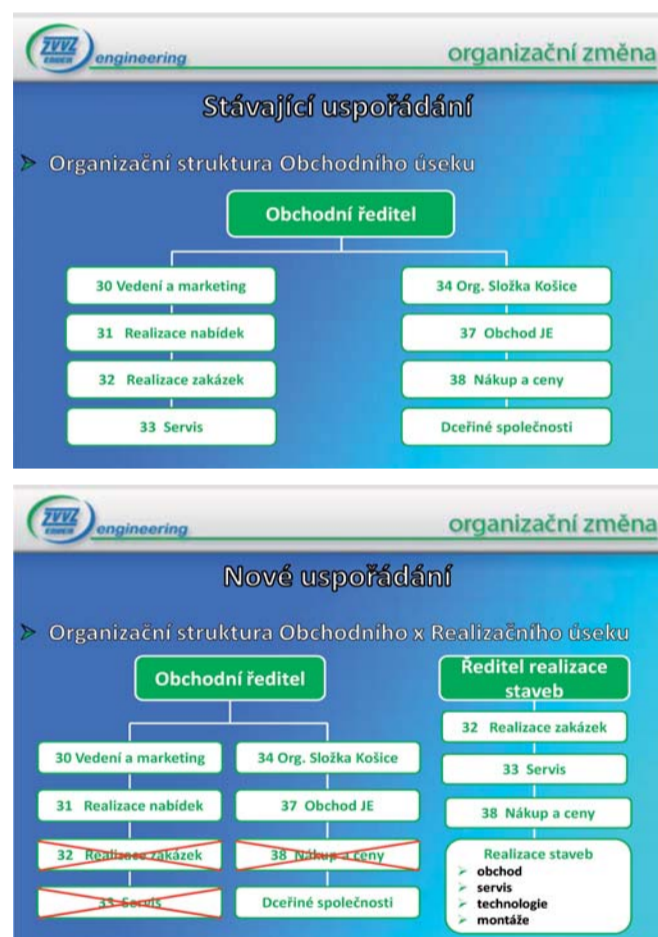 ZVVZ
ENVEN
engineering
organizační změna
Stávající uspořádání
Organizační struktura Obchodního úseku
Obchodní ředitel
30 Vedení a marketing
31 Realizace nabídek
32 Realizace zakázek
33 Servis
34 Org. Složka Košice
37 Obchod JE
38 Nákup a ceny
Dceřiné společnosti
ZVVZ
ENVEN
engineering
organizační změna
Nové uspořádání
Organizační struktura Obchodního x Realizačního úseku
Obchodní ředitel
30 Vedení a marketing
31 Realizace nabídek
32 Realizace zakázek
33 Servis
34 Org. Složka Košice
37 Obchod JE
38 Nákup a ceny
Dceřiné společnosti
Ředitel realizace
staveb
32 Realizace zakázek
33 Servis
38 Nákup a ceny
Realizace staveb
obchod
servis
technologie
montáže